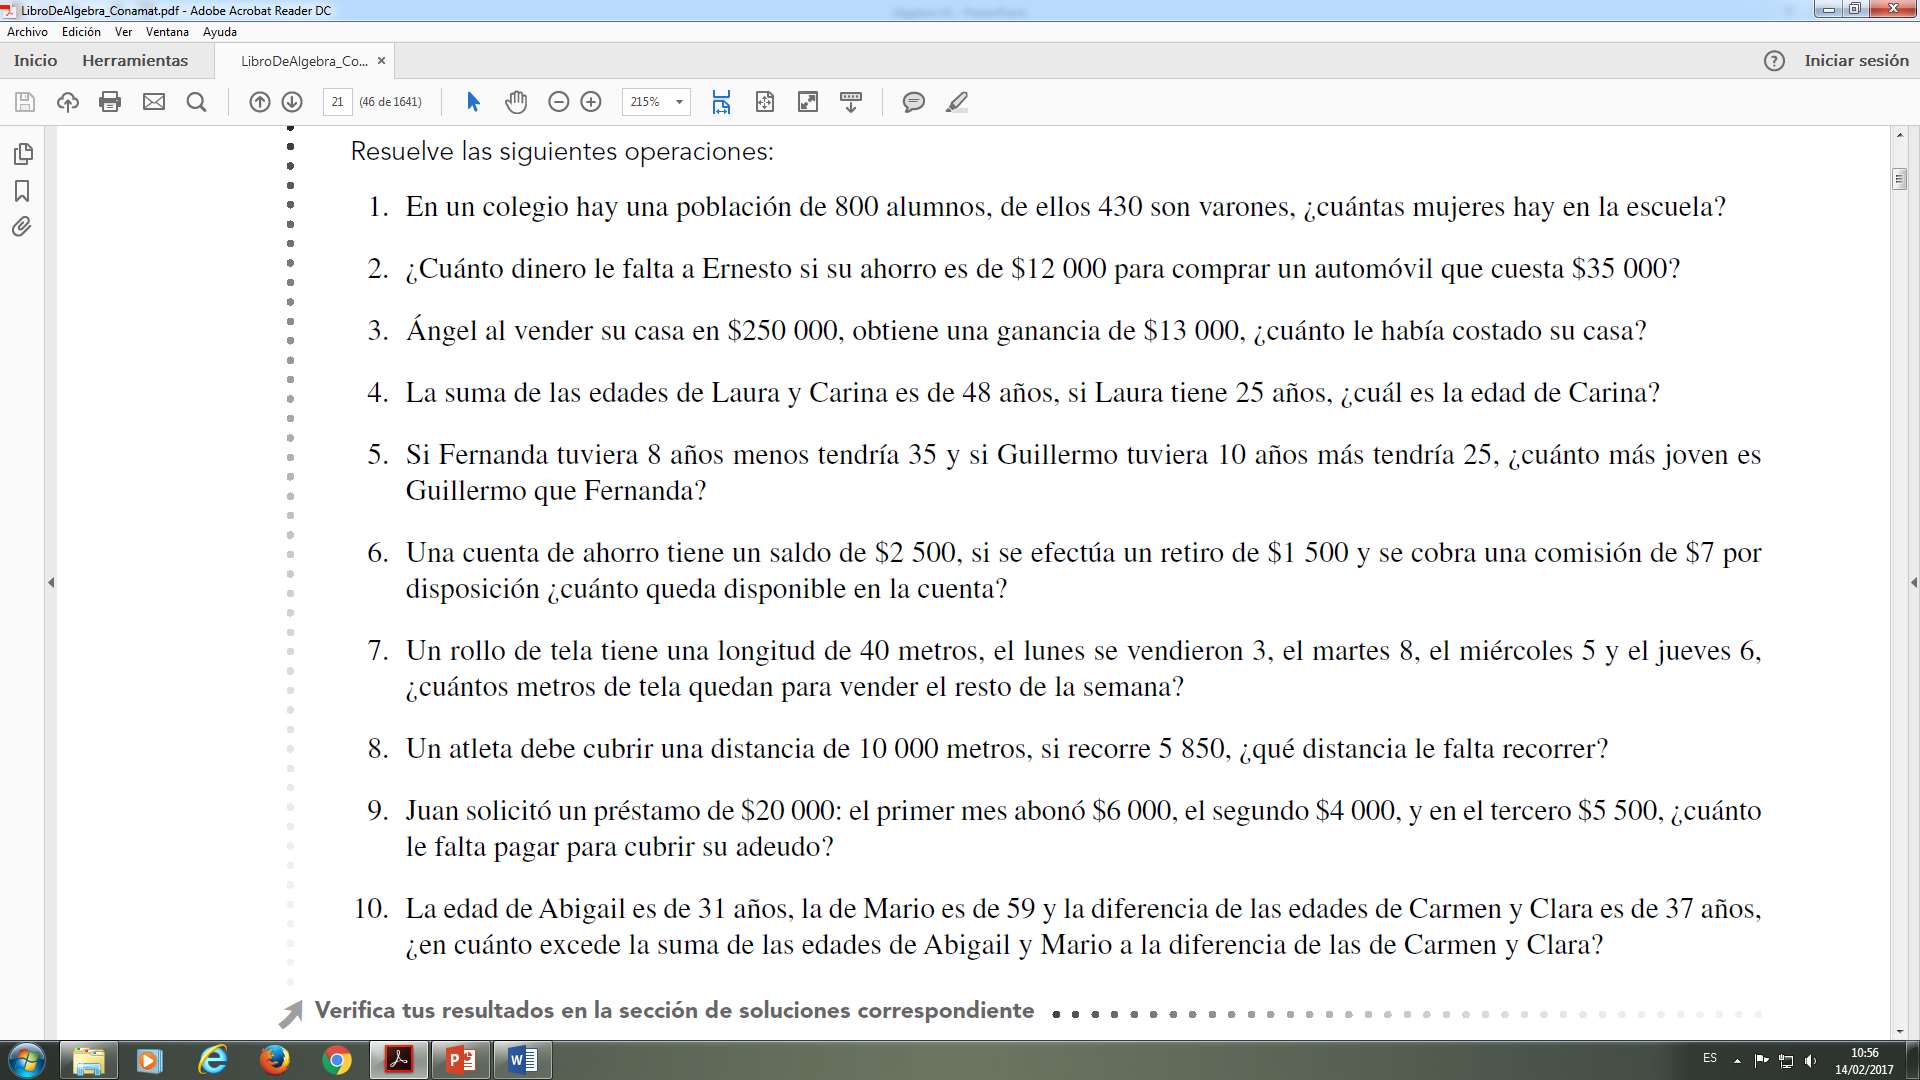 LibroDeAlgebra_Conamat.pdf - Adobe Acrobat Reader DC
Archivo Edición Ver Ventana Ayuda
Inicio Herramientas LibroDeAlgebra_Co... × ? Iniciar sesión
21 (46 de 1641) 215%
Resuelve las siguientes operaciones:
1. En un colegio hay una población de 800 alumnos, de ellos 430 son varones, ¿cuántas mujeres hay en la escuela?
2. ¿Cuánto dinero le falta a Ernesto si su ahorro es de $12 000 para comprar un automóvil que cuesta $35 000?
3. Ángel al vender su casa en $250 000, obtiene una ganancia de $13 000, ¿cuánto le había costado su casa?
4. La suma de las edades de Laura y Carina es de 48 años, si Laura tiene 25 años, ¿cuál es la edad de Carina?
5. Si Fernanda tuviera 8 años menos tendría 35 y si Guillermo tuviera 10 años más tendría 25, ¿cuánto más joven es
Guillermo que Fernanda?
6. Una cuenta de ahorro tiene un saldo de $2 500, si se efectúa un retiro de $1 500 y se cobra una comisión de $7 por
disposición ¿cuánto queda disponible en la cuenta?
7. Un rollo de tela tiene una longitud de 40 metros, el lunes se vendieron 3, el martes 8, el miércoles 5 y el jueves 6,
¿cuántos metros de tela quedan para vender el resto de la semana?
8. Un atleta debe cubrir una distancia de 10 000 metros, si recorre 5 850, ¿qué distancia le falta recorrer?
9. Juan solicitó un préstamo de $20 000: el primer mes abonó $6 000, el segundo $4 000, y en el tercero $5 500, ¿cuánto
le falta pagar para cubrir su adeudo?
10. La edad de Abigail es de 31 años, la de Mario es de 59 y la diferencia de las edades de Carmen y Clara es de 37 años,
¿en cuánto excede la suma de las edades de Abigail y Mario a la diferencia de las de Carmen y Clara?
Verifica tus resultados en la sección de soluciones correspondiente
ES 10:56
14/02/2017